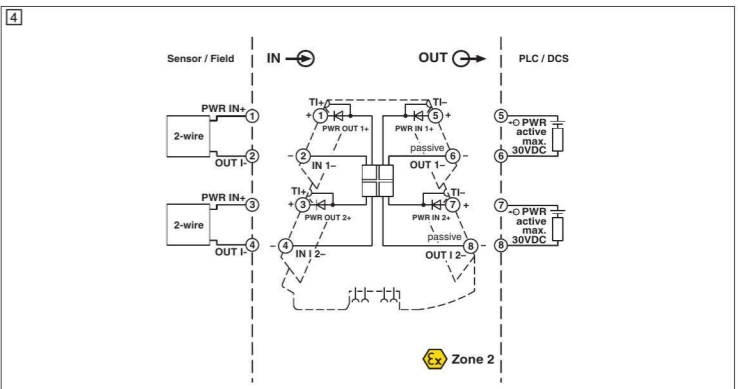 4
Sensor / Field
IN
OUT
PLC / DCS
PWR IN+
1
2-wire
2
OUT I-
TI+
+ 1
PWR OUT 1+
- 2
IN 1–
TI–
5 +
PWR IN 1+
passive
6 -
OUT 1–
5
PWR
active
max.
30VDC
6
PWR IN+
3
2-wire
4
OUT I-
TI+
+ 3
PWR OUT 2+
- 4
IN I 2–
TI–
7 +
PWR IN 2+
passive
8 -
OUT I 2–
7
PWR
active
max.
30VDC
8
Ex Zone 2